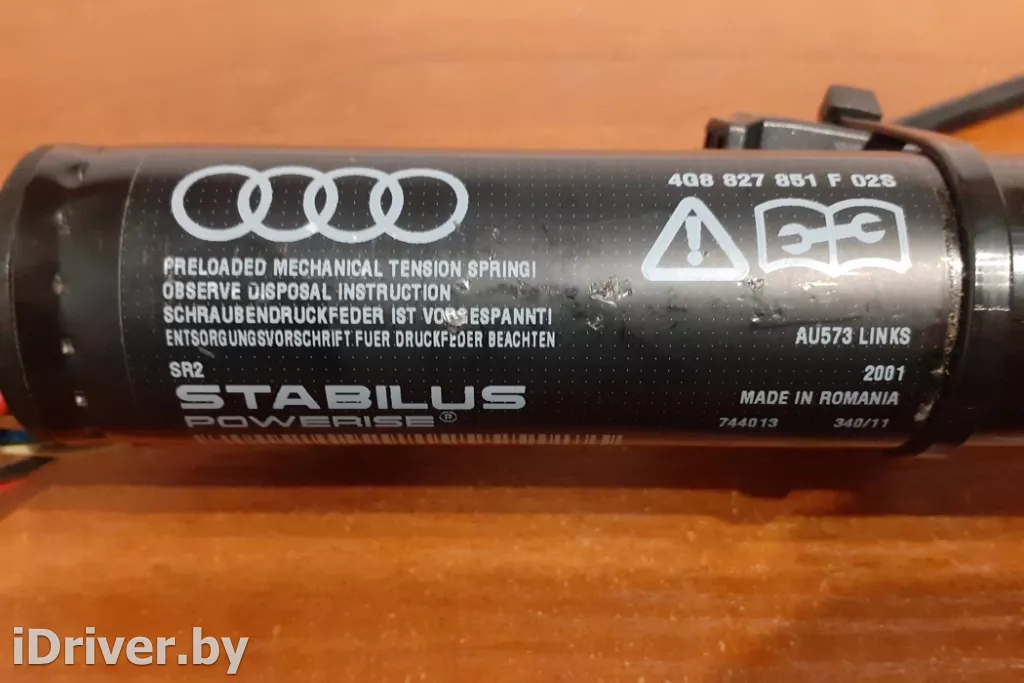 4G8 827 851 F 02S
PRELOADED MECHANICAL TENSION SPRING!
OBSERVE DISPOSAL INSTRUCTION
SCHRAUBENDRUCKFEDER IST VORGESPANNT!
ENTSORGUNGSVORSCHRIFT FUER DRUCKFEDER BEACHTEN
AU573 LINKS
SR2
2001
STABILUS
MADE IN ROMANIA
POWERISE®
744013 340/11
iDriver.by